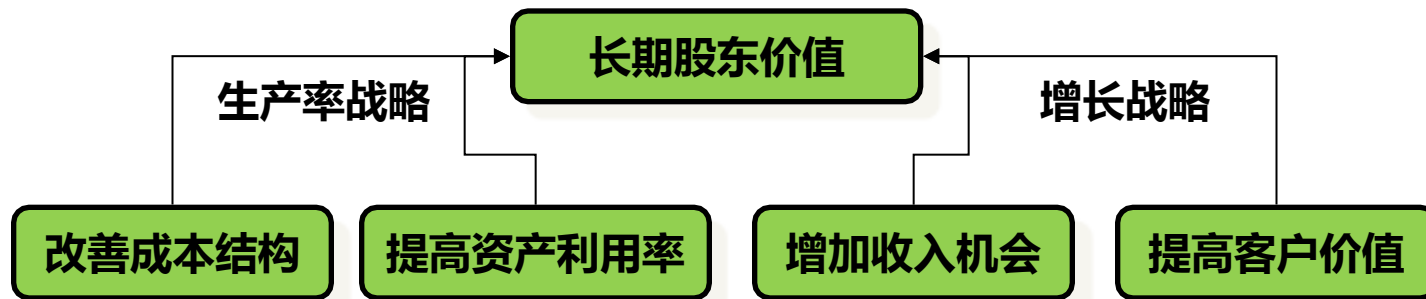 长期股东价值
生产率战略
增长战略
改善成本结构
提高资产利用率
增加收入机会
提高客户价值